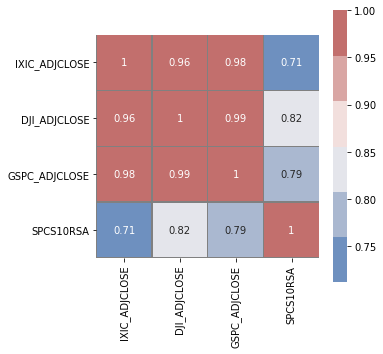 IXIC_ADJCLOSE 1 0.96 0.98 0.71
DJI_ADJCLOSE 0.96 1 0.99 0.82
GSPC_ADJCLOSE 0.98 0.99 1 0.79
SPCS10RSA 0.71 0.82 0.79 1
IXIC_ADJCLOSE
DJI_ADJCLOSE
GSPC_ADJCLOSE
SPCS10RSA
1.00
0.95
0.90
0.85
0.80
0.75